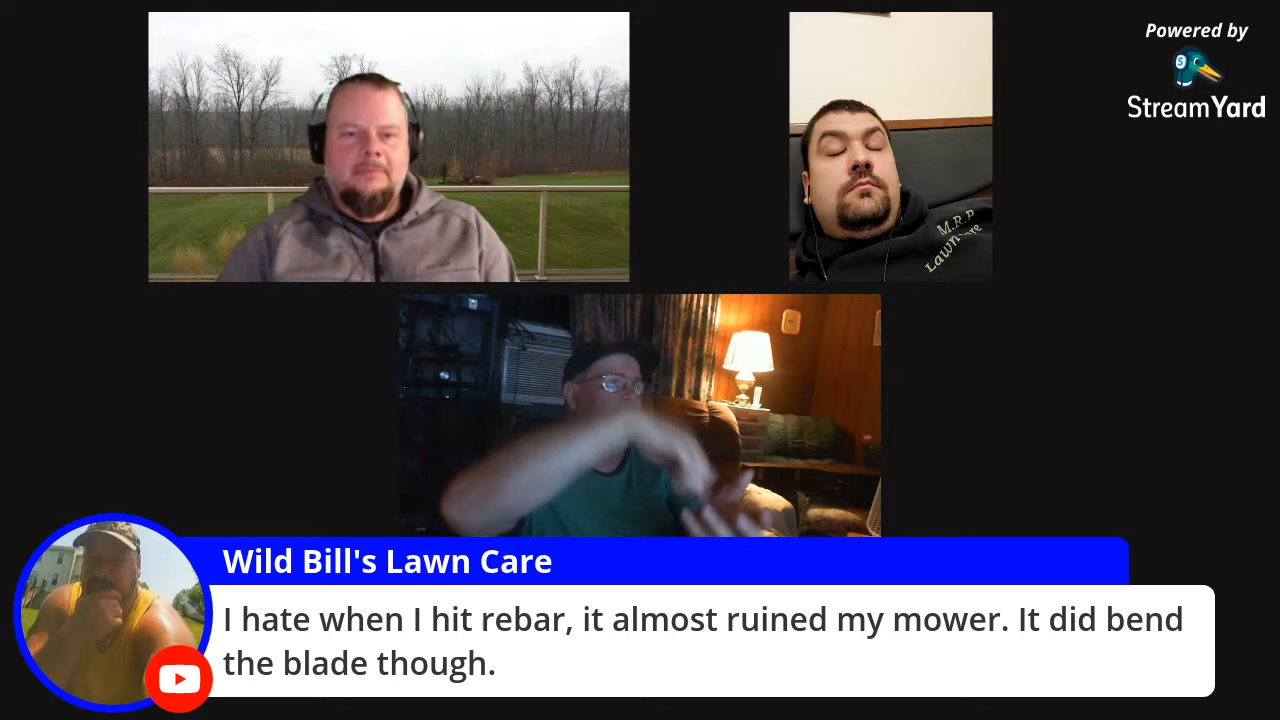 Powered by
StreamYard
M.R.P
Lawn
Wild Bill's Lawn Care
I hate when I hit rebar, it almost ruined my mower. It did bend
the blade though.